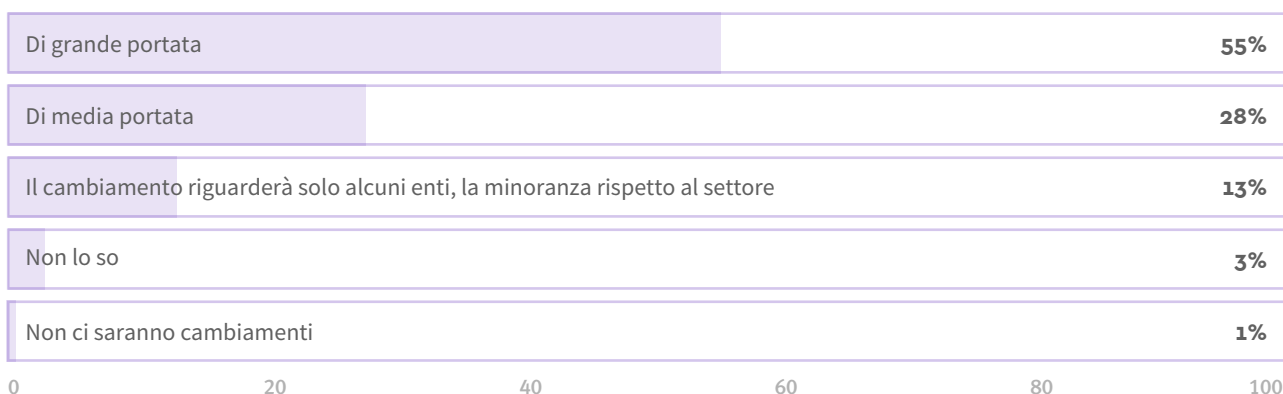 Di grande portata 55%
Di media portata 28%
Il cambiamento riguarderà solo alcuni enti, la minoranza rispetto al settore 13%
Non lo so 3%
Non ci saranno cambiamenti 1%
0 20 40 60 80 100